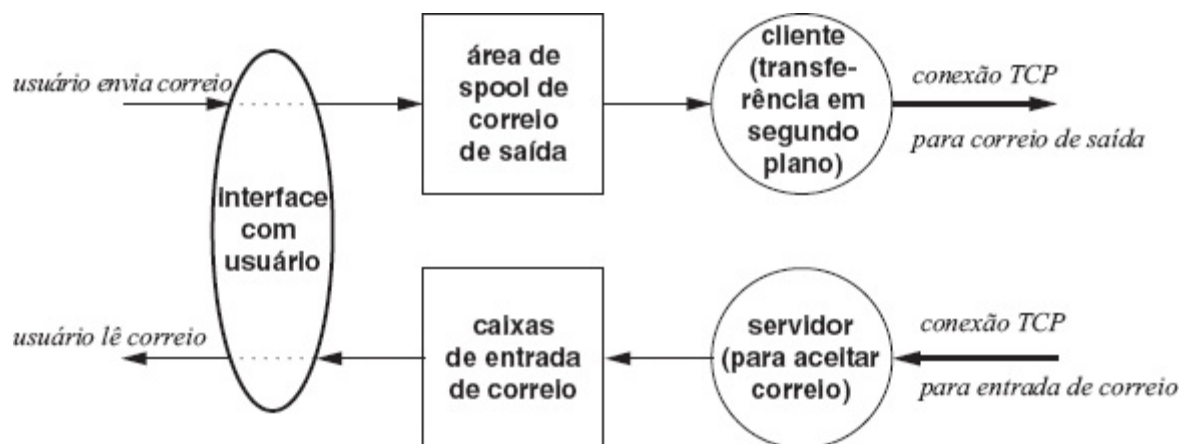 usuário envia correio
interface
com
usuário
área de
spool de
correio
de saída
cliente
(transfe-
rência em
segundo
plano)
conexão TCP
para correio de saída
usuário lê correio
caixas
de entrada
de correio
servidor
(para aceitar
correio)
conexão TCP
para entrada de correio